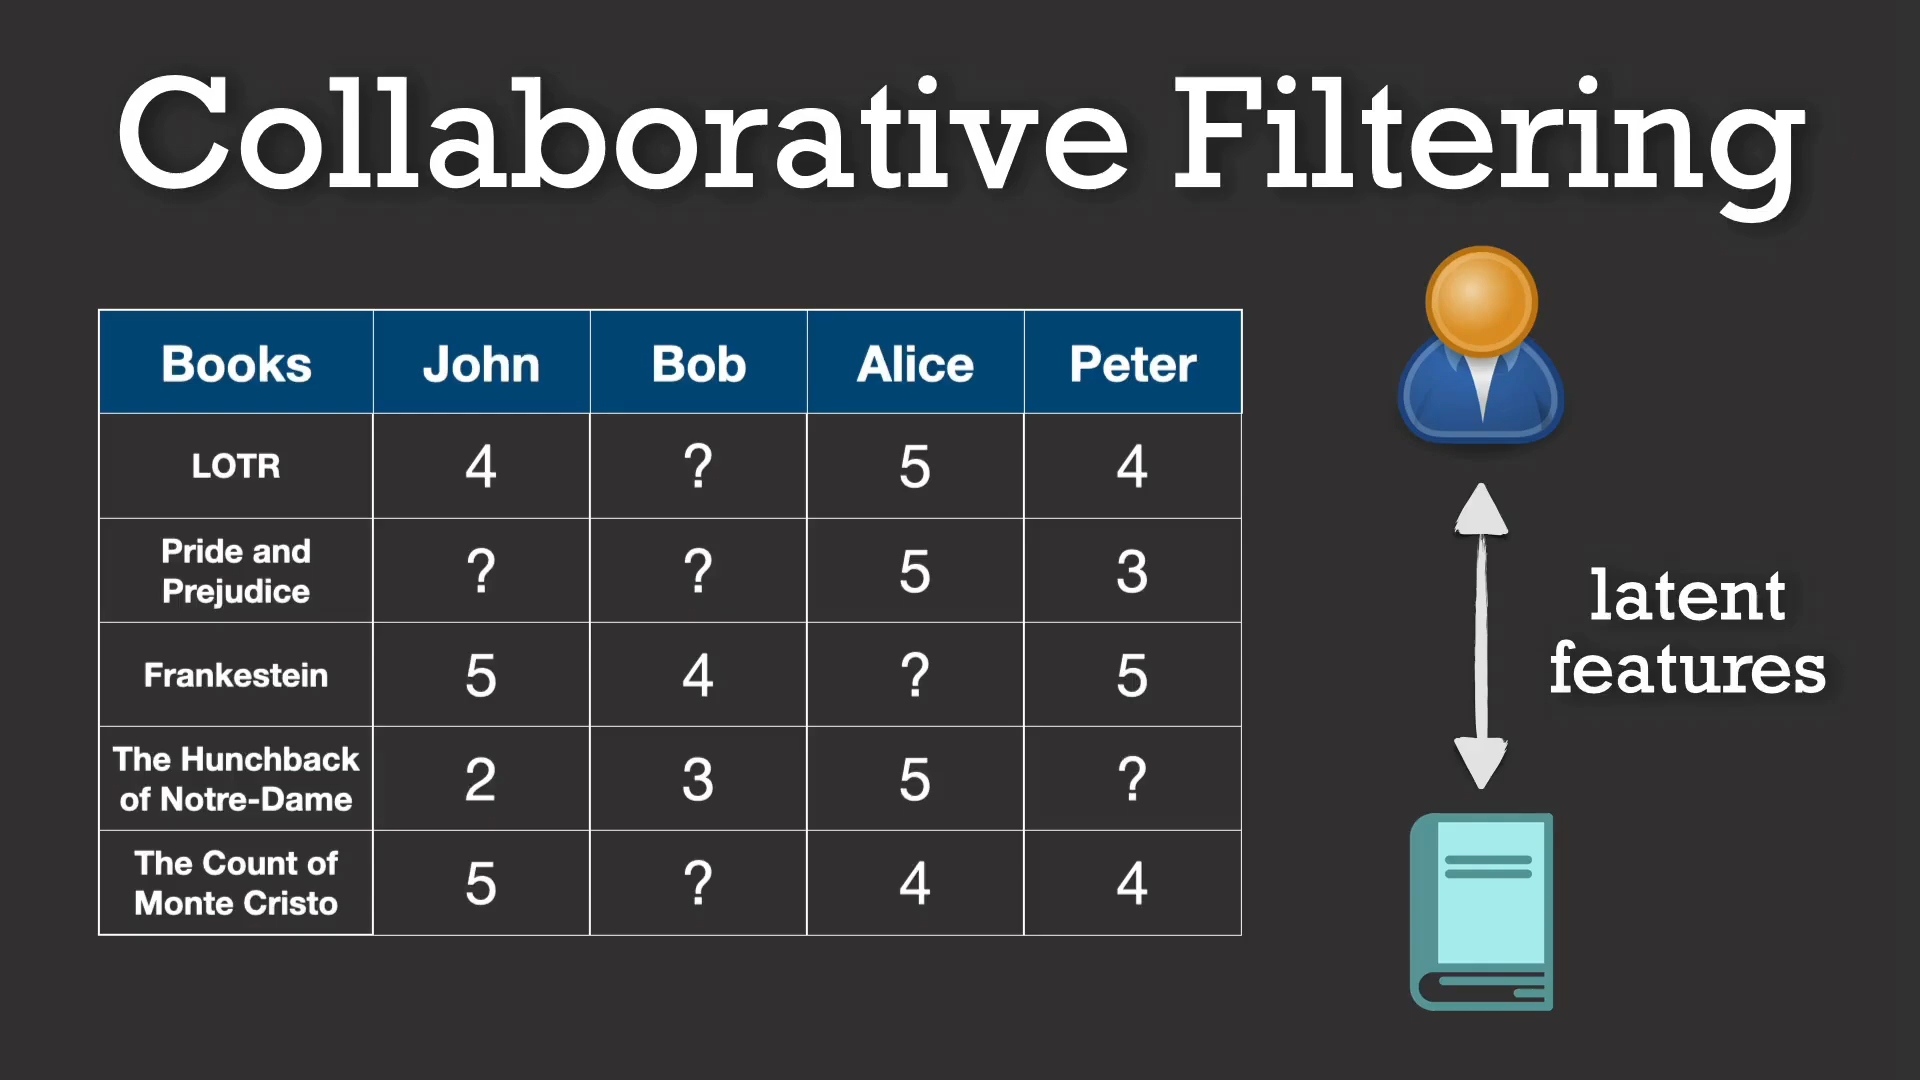 Collaborative Filtering
Books John Bob Alice Peter
LOTR 4 ? 5 4
Pride and
Prejudice ? ? 5 3
Frankestein 5 4 ? 5
The Hunchback
of Notre-Dame 2 3 5 ?
The Count of
Monte Cristo 5 ? 4 4
latent
features